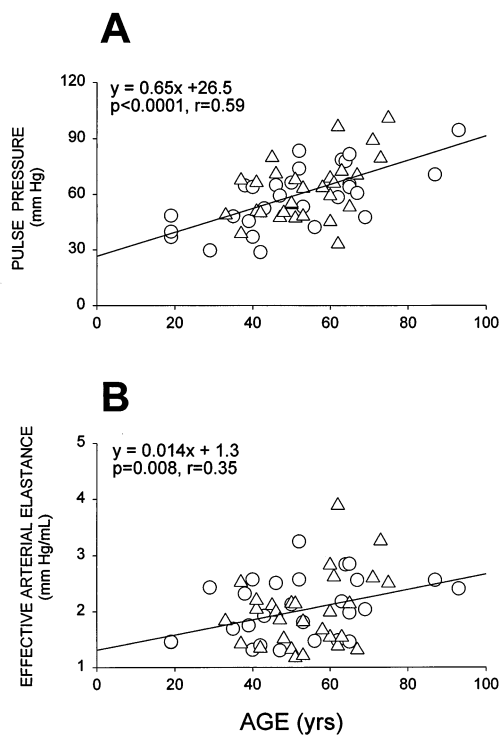 A
y = 0.65x +26.5
p<0.0001, r=0.59
PULSE PRESSURE
(mm Hg)
120
90
60
30
0
0 20 40 60 80 100
B
y = 0.014x + 1.3
p=0.008, r=0.35
EFFECTIVE ARTERIAL ELASTANCE
(mm Hg/mL)
5
4
3
2
1
0 20 40 60 80 100
AGE (yrs)